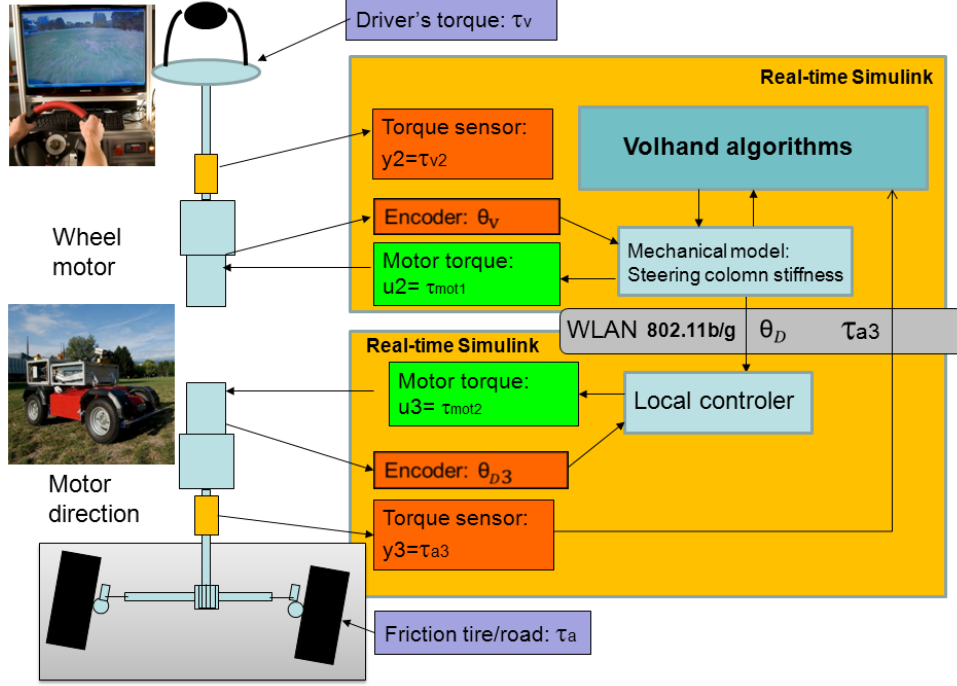 Driver's torque: τv
Real-time Simulink
Torque sensor:
y2=τv2
Volhand algorithms
Encoder: θv
Wheel
motor
Motor torque:
u2= τmot1
Mechanical model:
Steering colomn stiffness
WLAN 802.11b/g θD τa3
Real-time Simulink
Motor torque:
u3= τmot2
Local controler
Encoder: θD3
Motor
direction
Torque sensor:
y3=τa3
Friction tire/road: τa